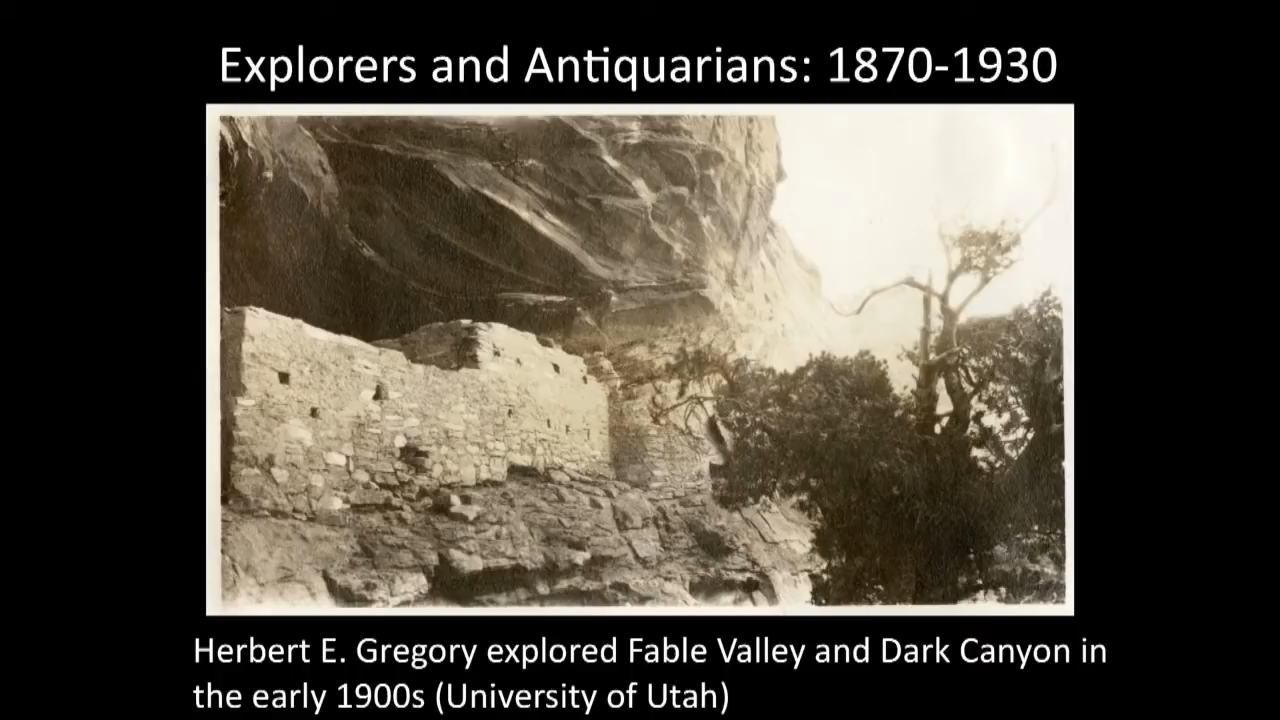 Explorers and Antiquarians: 1870-1930
Herbert E. Gregory explored Fable Valley and Dark Canyon in
the early 1900s (University of Utah)